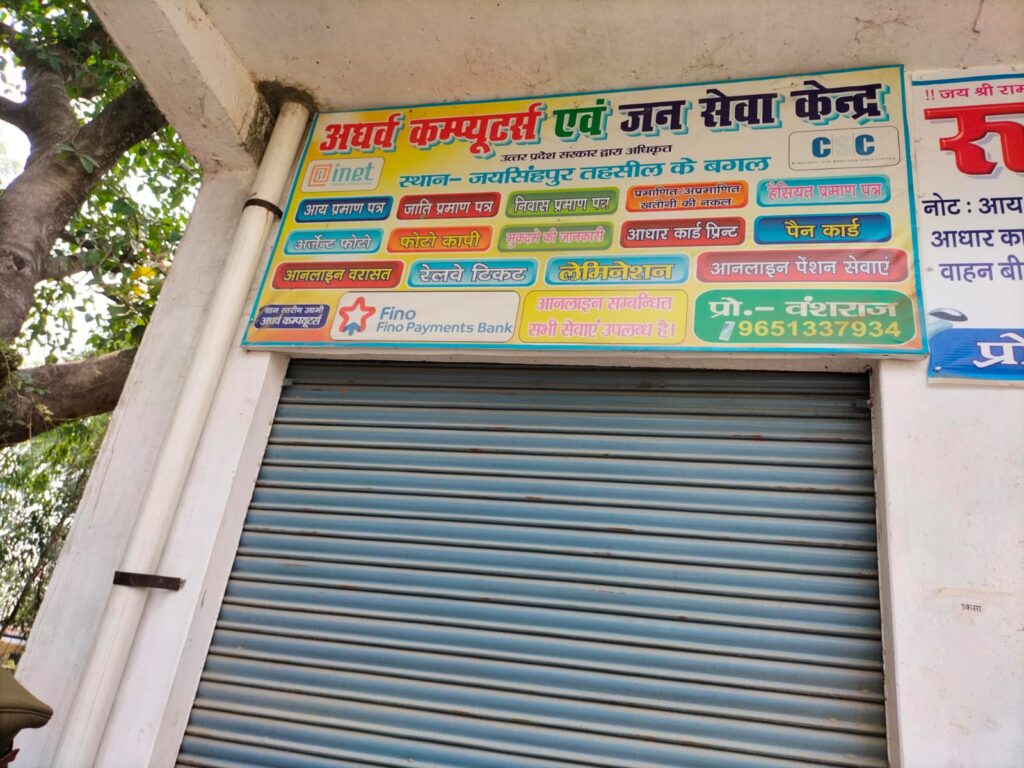 अथर्व कम्प्यूटर्स एवं जन सेवा केन्द्र
उत्तर प्रदेश सरकार द्वारा अधिकृत
@inet
CSC
स्थान- जयसिंहपुर तहसील के बगल
आय प्रमाण पत्र
जाति प्रमाण पत्र
निवास प्रमाण पत्र
प्रमाणित/अप्रमाणित
खतौनी की नकल
हैसियत प्रमाण पत्र
अर्जेन्ट फोटो
फोटो कापी
मुकदमे की जानकारी
आधार कार्ड प्रिन्ट
पैन कार्ड
आनलाइन वरासत
रेलवे टिकट
लेमिनेशन
आनलाइन पेंशन सेवाएं
ग्राम स्तरीय उद्यमी
अथर्व कम्प्यूटर्स
Fino
Fino Payments Bank
आनलाइन सम्बन्धित
सभी सेवाएं उपलब्ध है।
प्रो.- वंशराज
9651337934
!! जय श्री राम
रू
नोट : आय
आधार का
वाहन बी
प्रो